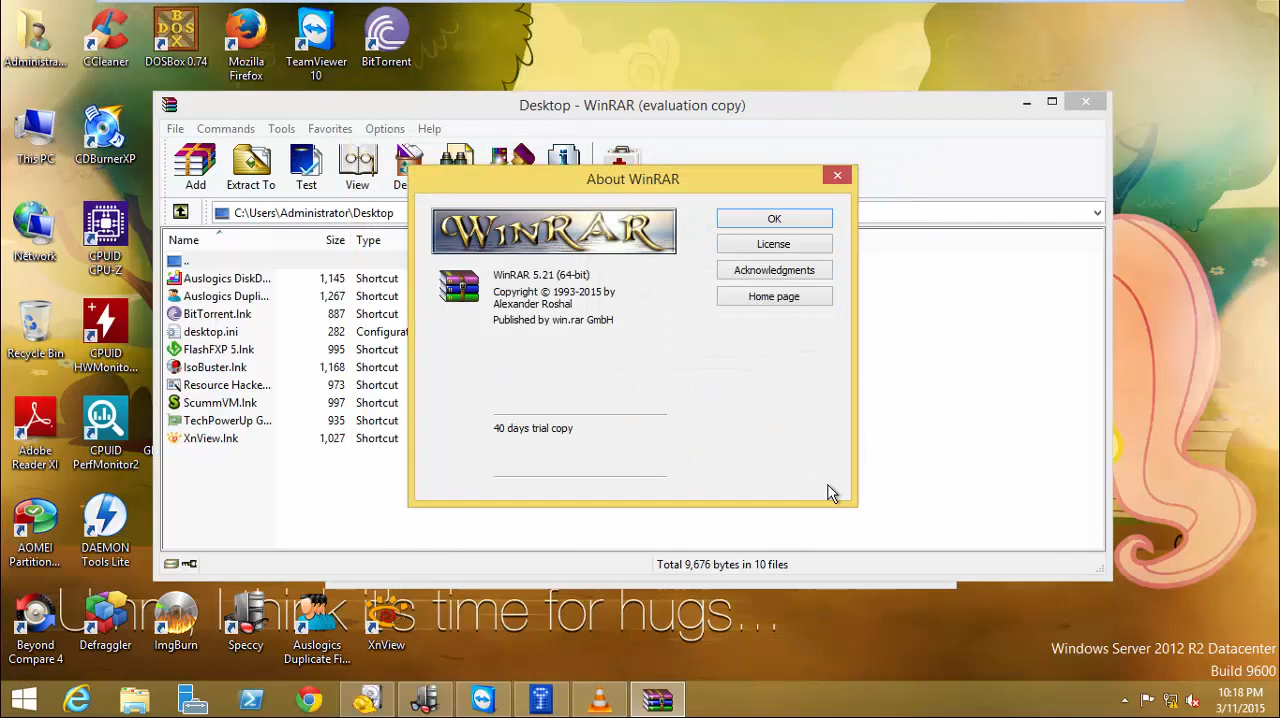 Administra...
CCleaner
DOSBox 0.74
Mozilla
Firefox
TeamViewer
10
BitTorrent
This PC
CDBurnerXP
Network
CPUID
CPU-Z
Recycle Bin
CPUID
HWMonito...
Adobe
Reader XI
CPUID
PerfMonitor2
AOMEI
Partition...
DAEMON
Tools Lite
Desktop - WinRAR (evaluation copy)
File Commands Tools Favorites Options Help
Add Extract To Test View
C:\Users\Administrator\Desktop
Name Size Type
..
Auslogics DiskD... 1,145 Shortcut
Auslogics Dupli... 1,267 Shortcut
BitTorrent.lnk 887 Shortcut
desktop.ini 282 Configurat
FlashFXP 5.lnk 995 Shortcut
IsoBuster.lnk 1,168 Shortcut
Resource Hacke... 973 Shortcut
ScummVM.lnk 997 Shortcut
TechPowerUp G... 935 Shortcut
XnView.lnk 1,027 Shortcut
About WinRAR
WinRAR
WinRAR 5.21 (64-bit)
Copyright © 1993-2015 by
Alexander Roshal
Published by win.rar GmbH
40 days trial copy
OK
License
Acknowledgments
Home page
Total 9,676 bytes in 10 files
I think it's time for hugs...
Beyond
Compare 4
Defraggler
ImgBurn
Speccy
Auslogics
Duplicate Fi...
XnView
Windows Server 2012 R2 Datacenter
Build 9600
10:18 PM
3/11/2015